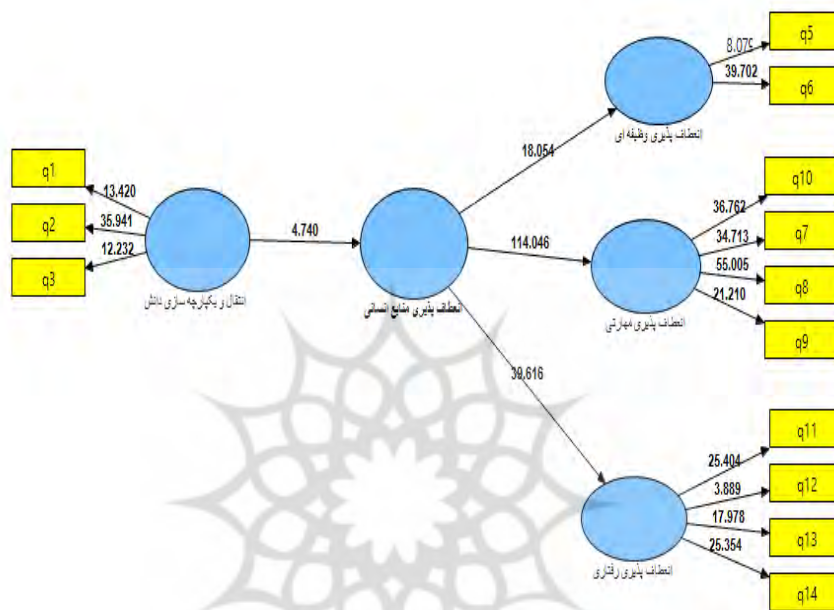 q5
8.079
39.702
q6
انعطاف پذیری وظیفه ای
18.054
q1
13.420
q2
35.941
q3
12.232
4.740
انتقال و یکپارچه سازی دانش
انعطاف پذیری منابع انسانی
114.046
q10
36.762
q7
34.713
q8
55.005
21.210
q9
انعطاف پذیری مهارتی
39.616
q11
25.404
q12
3.889
17.978
q13
25.354
q14
انعطاف پذیری رفتاری